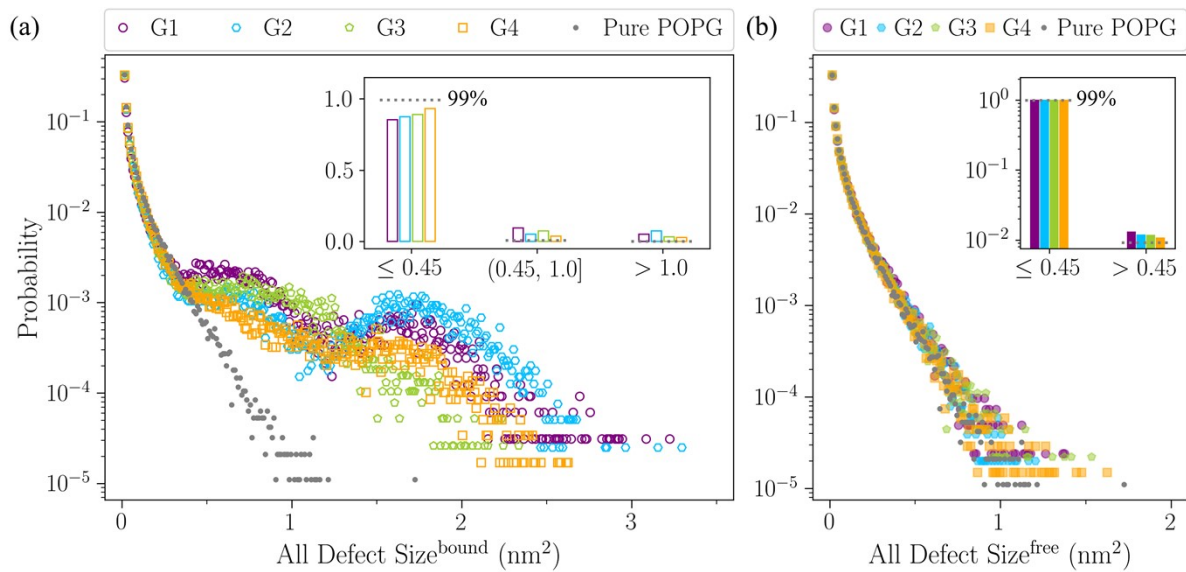 (a)
G1 G2 G3 G4 Pure POPG
Probability
10⁻¹
10⁻²
10⁻³
10⁻⁴
10⁻⁵
0 1 2 3
All Defect Size^bound (nm²)
1.0
0.5
0.0
99%
≤ 0.45 (0.45, 1.0] > 1.0
(b)
G1 G2 G3 G4 Pure POPG
10⁻¹
10⁻²
10⁻³
10⁻⁴
10⁻⁵
0 1 2
All Defect Size^free (nm²)
10⁰
10⁻¹
10⁻²
99%
≤ 0.45 > 0.45